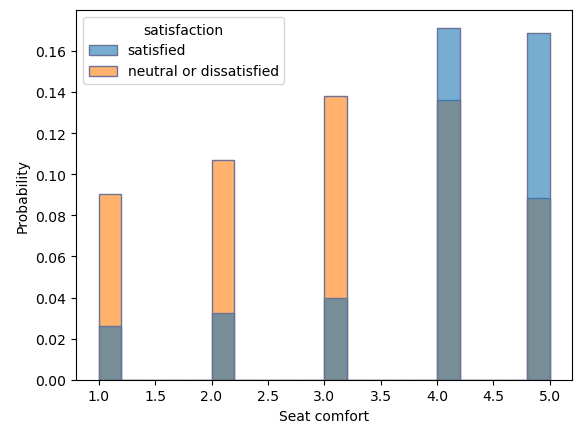 satisfaction
satisfied
neutral or dissatisfied
0.16
0.14
0.12
0.10
0.08
0.06
0.04
0.02
0.00
Probability
1.0 1.5 2.0 2.5 3.0 3.5 4.0 4.5 5.0
Seat comfort